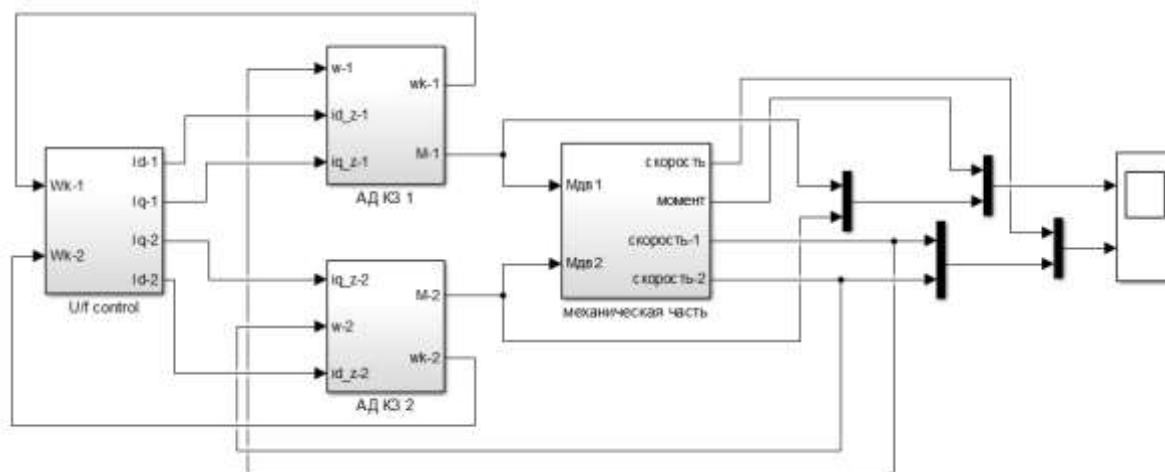 Wk-1
Wk-2
Id-1
Iq-1
Iq-2
Id-2
U/f control
w-1
id_z-1
iq_z-1
wk-1
M-1
АД КЗ 1
iq_z-2
w-2
id_z-2
M-2
wk-2
АД КЗ 2
Мдв1
Мдв2
скорость
момент
скорость-1
скорость-2
механическая часть